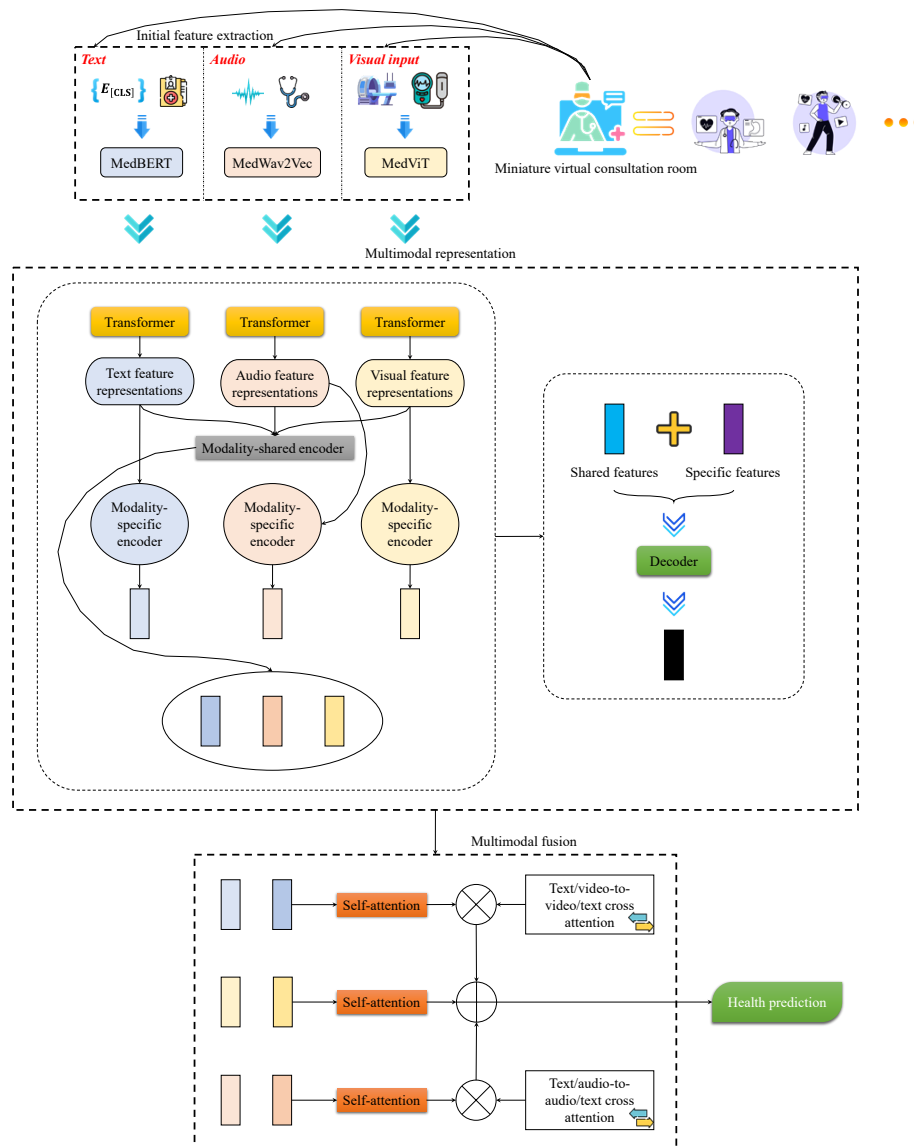 Initial feature extraction
Text
Audio
Visual input
{E[CLS]}
MedBERT
MedWav2Vec
MedViT
Miniature virtual consultation room
Multimodal representation
Transformer
Transformer
Transformer
Text feature
representations
Audio feature
representations
Visual feature
representations
Modality-shared encoder
Modality-
specific
encoder
Modality-
specific
encoder
Modality-
specific
encoder
Shared features
Specific features
Decoder
Multimodal fusion
Self-attention
Text/video-to-
video/text cross
attention
Self-attention
Health prediction
Self-attention
Text/audio-to-
audio/text cross
attention